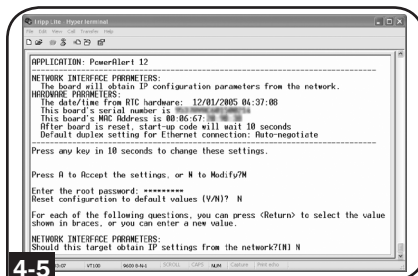 Tripp Lite - HyperTerminal
File Edit View Call Transfer Help
APPLICATION: PowerAlert 12
NETWORK INTERFACE PARAMETERS:
The board will obtain IP configuration parameters from the network.
HARDWARE PARAMETERS:
The date/time from RTC hardware: 12/01/2005 04:37:08
This board's serial number is
This board's MAC Address is 00:06:67:
After board is reset, start-up code will wait 10 seconds
Default duplex setting for Ethernet connection: Auto-negotiate
Press any key in 10 seconds to change these settings.
Press A to Accept the settings, or N to Modify?N
Enter the root password: *********
Reset configuration to default values (Y/N)? N
For each of the following questions, you can press <Return> to select the value
shown in braces, or you can enter a new value.
NETWORK INTERFACE PARAMETERS:
Should this target obtain IP settings from the network?[N] N
VT100 9600 8-N-1 SCROLL CAPS NUM Capture Print echo
4-5